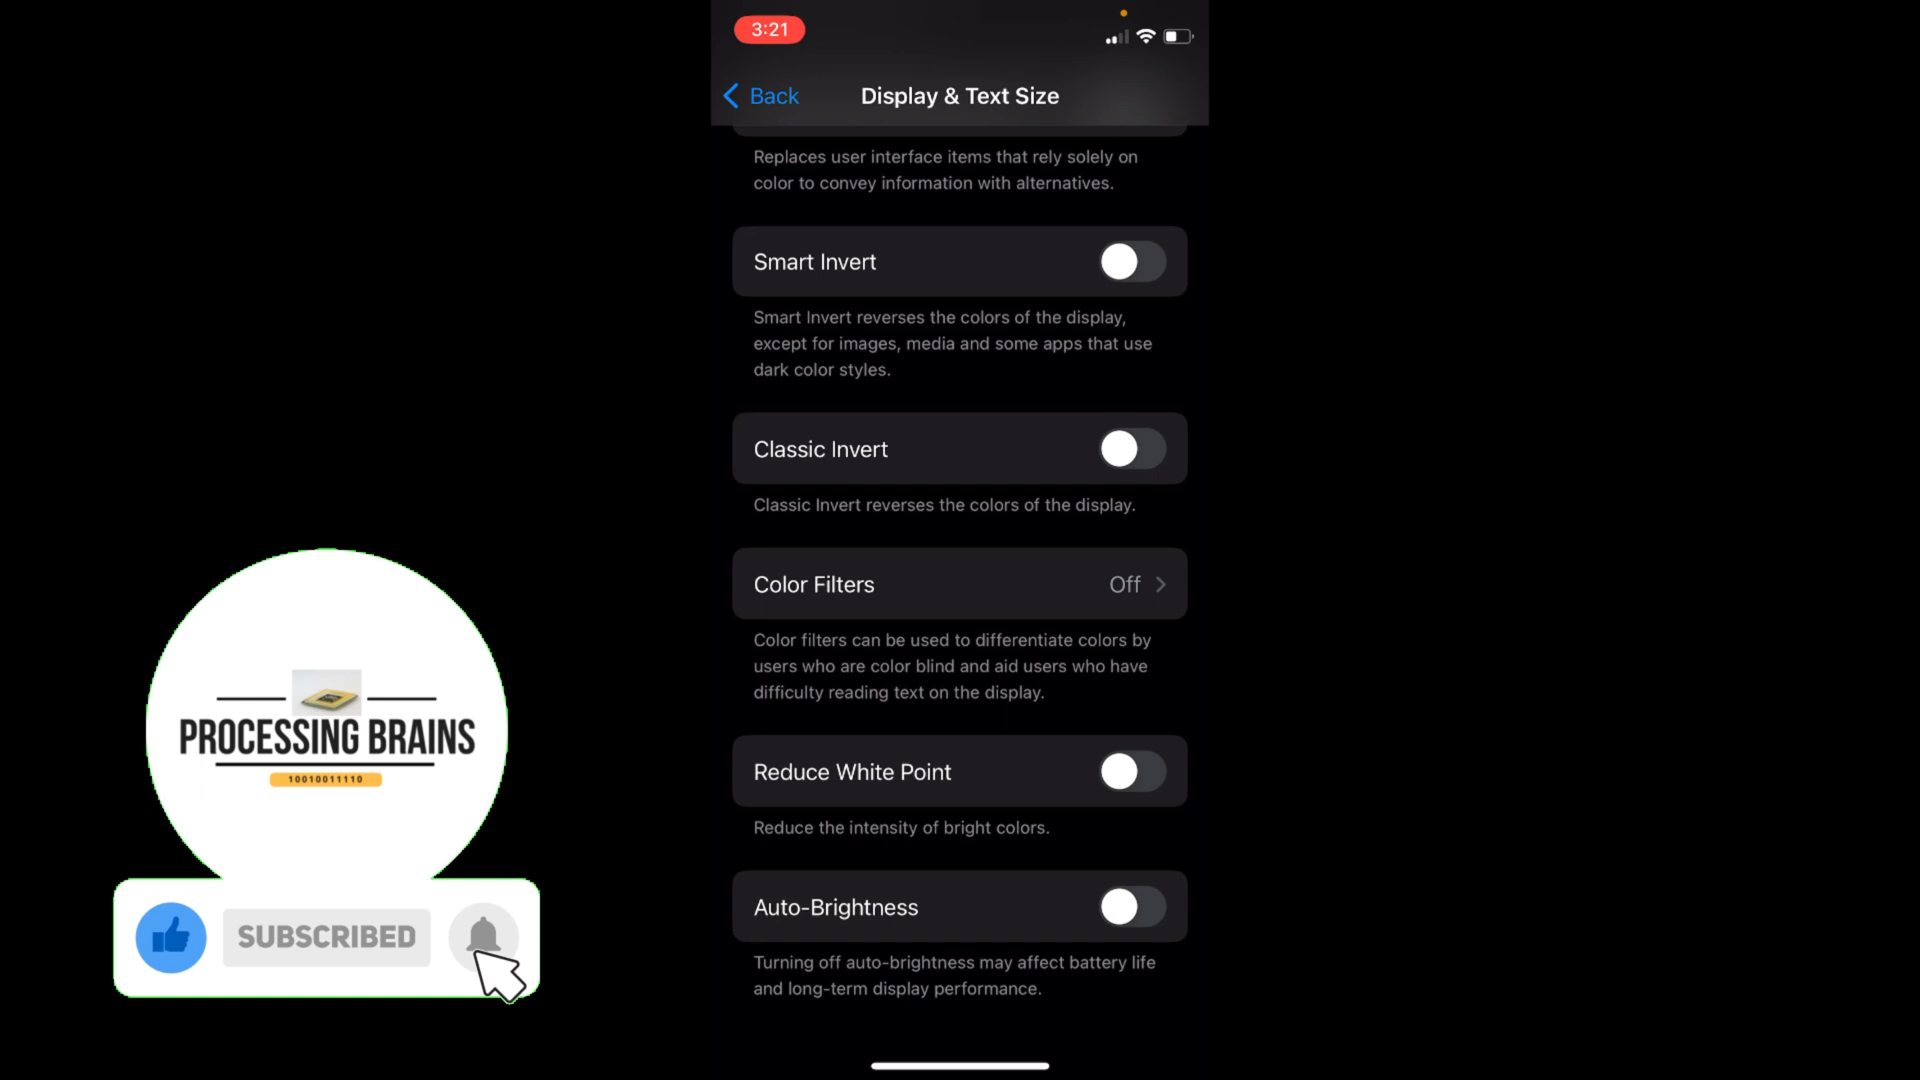 3:21
Back
Display & Text Size
Replaces user interface items that rely solely on
color to convey information with alternatives.
Smart Invert
Smart Invert reverses the colors of the display,
except for images, media and some apps that use
dark color styles.
Classic Invert
Classic Invert reverses the colors of the display.
Color Filters
Off
Color filters can be used to differentiate colors by
users who are color blind and aid users who have
difficulty reading text on the display.
Reduce White Point
Reduce the intensity of bright colors.
Auto-Brightness
Turning off auto-brightness may affect battery life
and long-term display performance.
PROCESSING BRAINS
10010011110
SUBSCRIBED